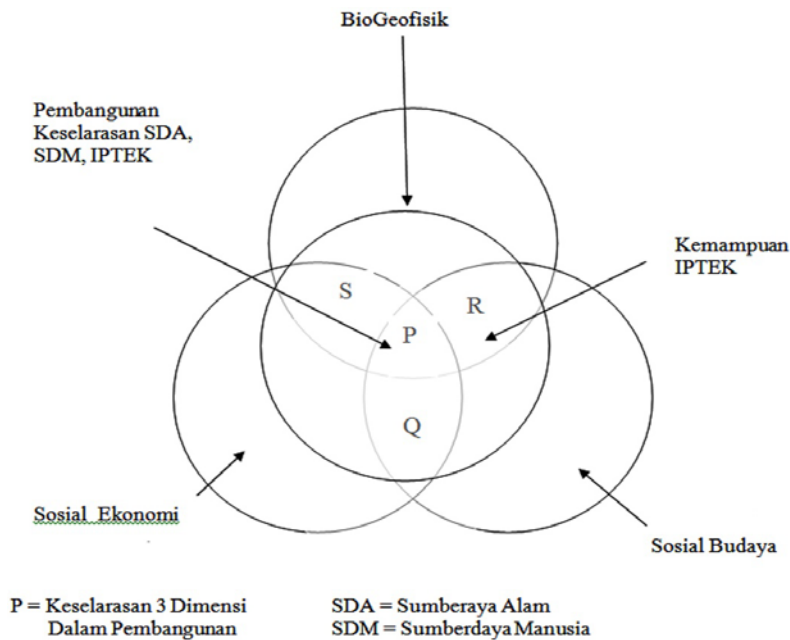 BioGeofisik
Pembangunan
Keselarasan SDA,
SDM, IPTEK
Kemampuan
IPTEK
S
R
P
Q
Sosial Ekonomi
Sosial Budaya
P = Keselarasan 3 Dimensi
Dalam Pembangunan
SDA = Sumberaya Alam
SDM = Sumberdaya Manusia